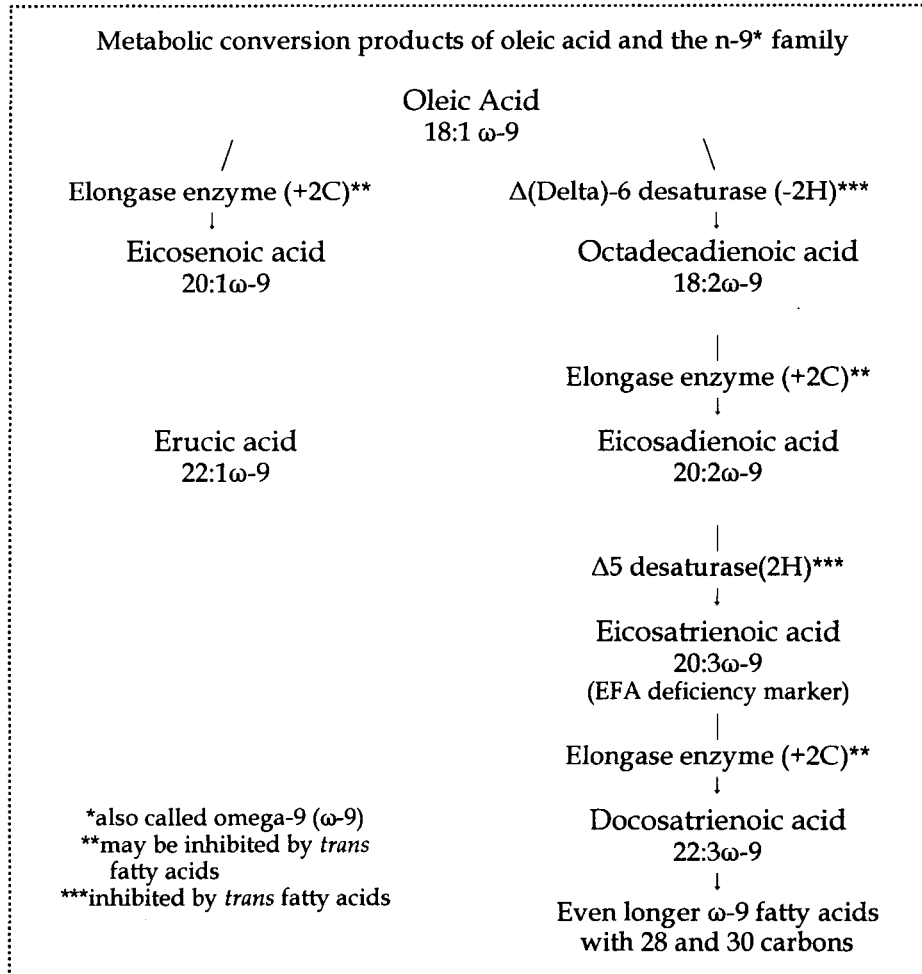 Metabolic conversion products of oleic acid and the n-9* family
Oleic Acid
18:1 ω-9
Elongase enzyme (+2C)**
↓
Eicosenoic acid
20:1ω-9
Erucic acid
22:1ω-9
Δ(Delta)-6 desaturase (-2H)***
↓
Octadecadienoic acid
18:2ω-9
Elongase enzyme (+2C)**
↓
Eicosadienoic acid
20:2ω-9
Δ5 desaturase(2H)***
↓
Eicosatrienoic acid
20:3ω-9
(EFA deficiency marker)
Elongase enzyme (+2C)**
↓
Docosatrienoic acid
22:3ω-9
↓
Even longer ω-9 fatty acids
with 28 and 30 carbons
*also called omega-9 (ω-9)
**may be inhibited by trans
fatty acids
***inhibited by trans fatty acids